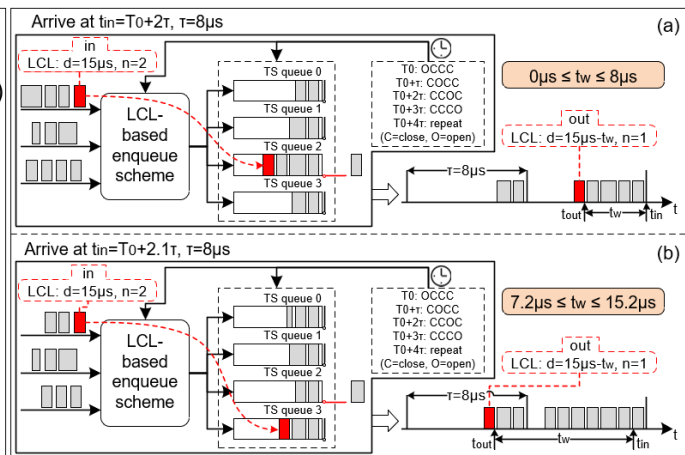 Arrive at tin=T0+2τ, τ=8μs
(a)
in
LCL: d=15μs, n=2
LCL-
based
enqueue
scheme
TS queue 0
TS queue 1
TS queue 2
TS queue 3
T0: OCCC
T0+τ: COCC
T0+2τ: CCOC
T0+3τ: CCCO
T0+4τ: repeat
(C=close, O=open)
0μs ≤ tw ≤ 8μs
out
LCL: d=15μs-tw, n=1
τ=8μs
tout
tw
tin
t
Arrive at tin=T0+2.1τ, τ=8μs
(b)
in
LCL: d=15μs, n=2
LCL-
based
enqueue
scheme
TS queue 0
TS queue 1
TS queue 2
TS queue 3
T0: OCCC
T0+τ: COCC
T0+2τ: CCOC
T0+3τ: CCCO
T0+4τ: repeat
(C=close, O=open)
7.2μs ≤ tw ≤ 15.2μs
out
LCL: d=15μs-tw, n=1
τ=8μs
tout
tw
tin
t